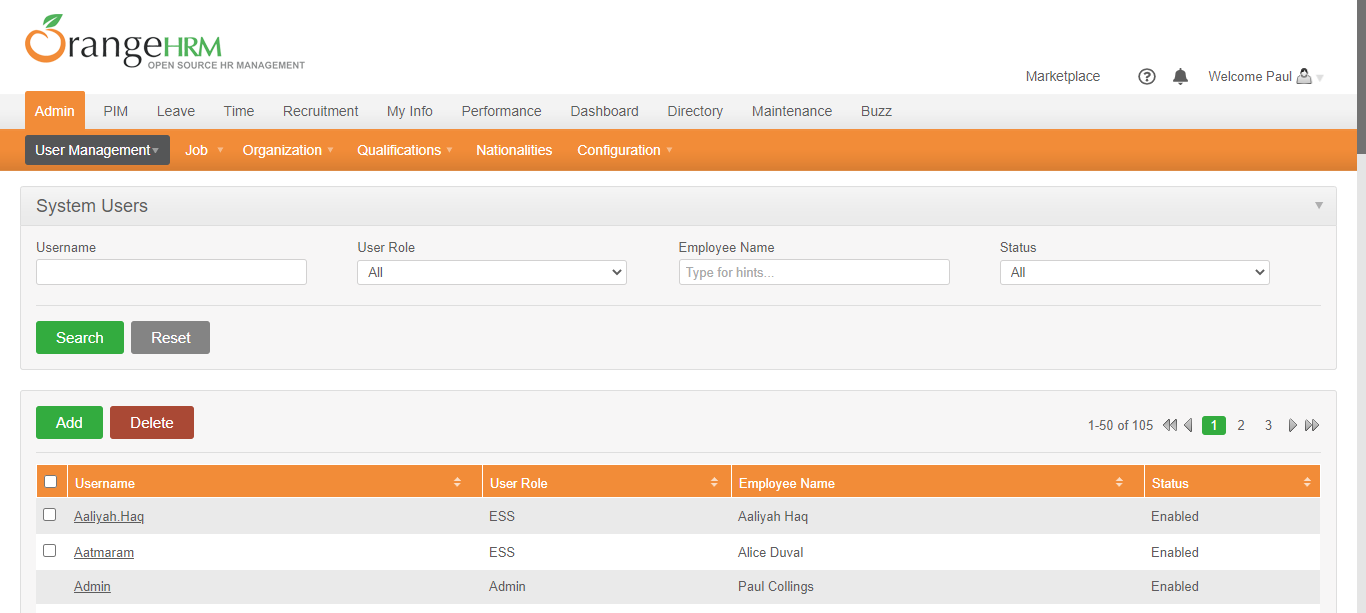 OrangeHRM
OPEN SOURCE HR MANAGEMENT
Marketplace ? Welcome Paul
Admin PIM Leave Time Recruitment My Info Performance Dashboard Directory Maintenance Buzz
User Management Job Organization Qualifications Nationalities Configuration
System Users
Username User Role Employee Name Status
All Type for hints... All
Search Reset
Add Delete
1-50 of 105 1 2 3
Username User Role Employee Name Status
Aaliyah.Haq ESS Aaliyah Haq Enabled
Aatmaram ESS Alice Duval Enabled
Admin Admin Paul Collings Enabled